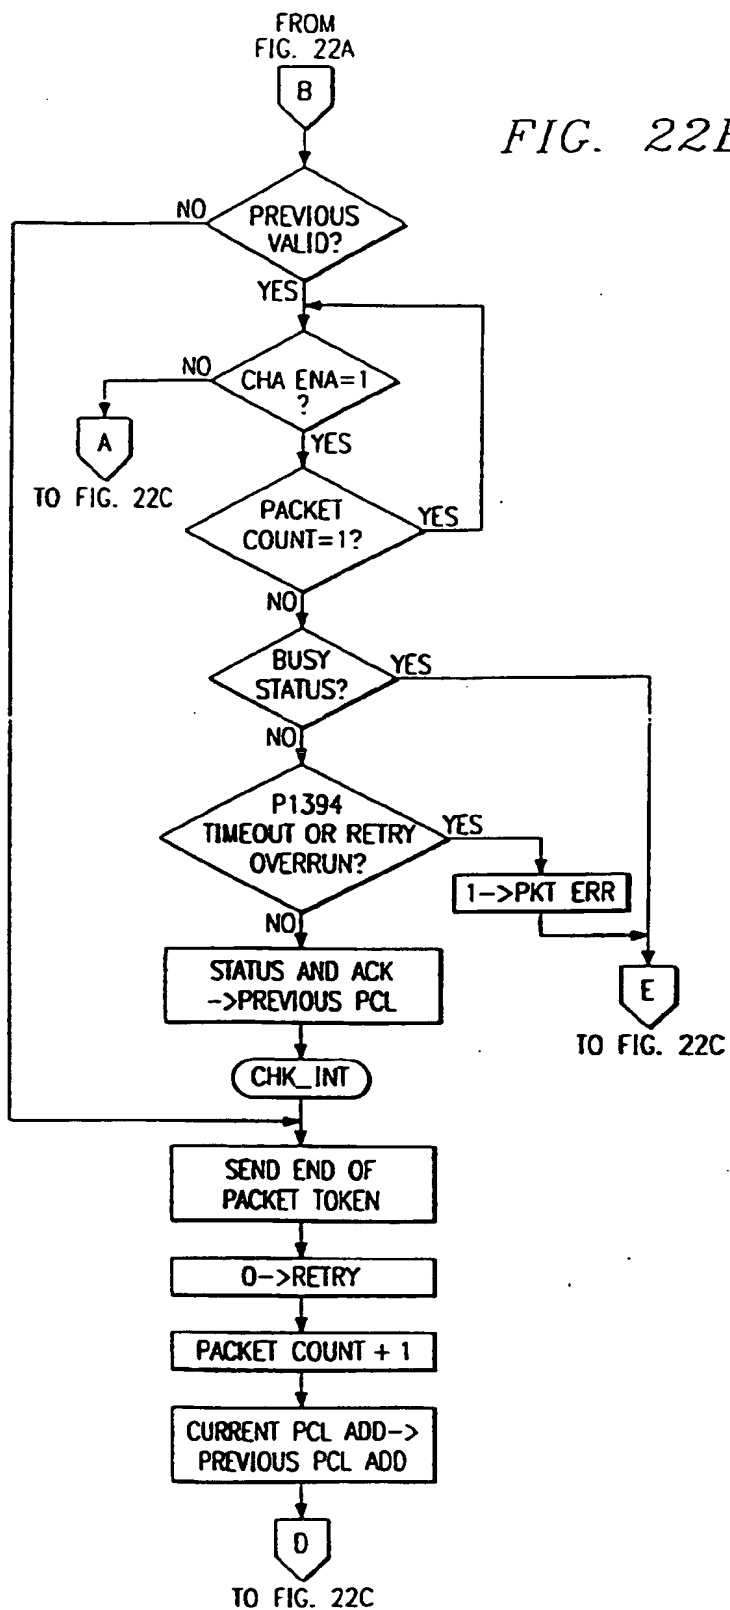 FROM
FIG. 22A
B
FIG. 22B
NO
PREVIOUS
VALID?
YES
NO
CHA ENA=1
?
A
YES
TO FIG. 22C
PACKET
COUNT=1?
YES
NO
BUSY
STATUS?
YES
NO
P1394
TIMEOUT OR RETRY
OVERRUN?
YES
1->PKT ERR
NO
STATUS AND ACK
->PREVIOUS PCL
E
TO FIG. 22C
CHK_INT
SEND END OF
PACKET TOKEN
0->RETRY
PACKET COUNT + 1
CURRENT PCL ADD->
PREVIOUS PCL ADD
D
TO FIG. 22C